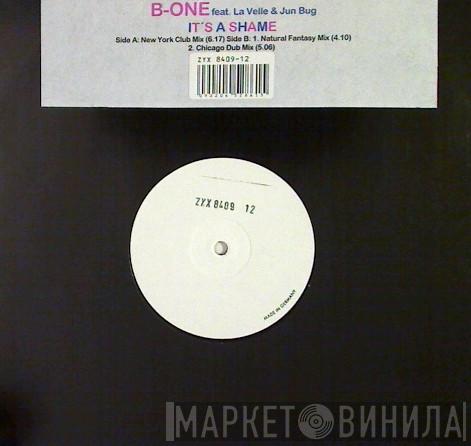 B-ONE feat. La Velle & Jun Bug
IT´S A SHAME
Side A: New York Club Mix (6.17) Side B: 1. Natural Fantasy Mix (4.10)
2. Chicago Dub Mix (5.06)
ZYX 8409-12
ZYX 8409 12
MADE IN GERMANY
МАРКЕТ ВИНИЛА